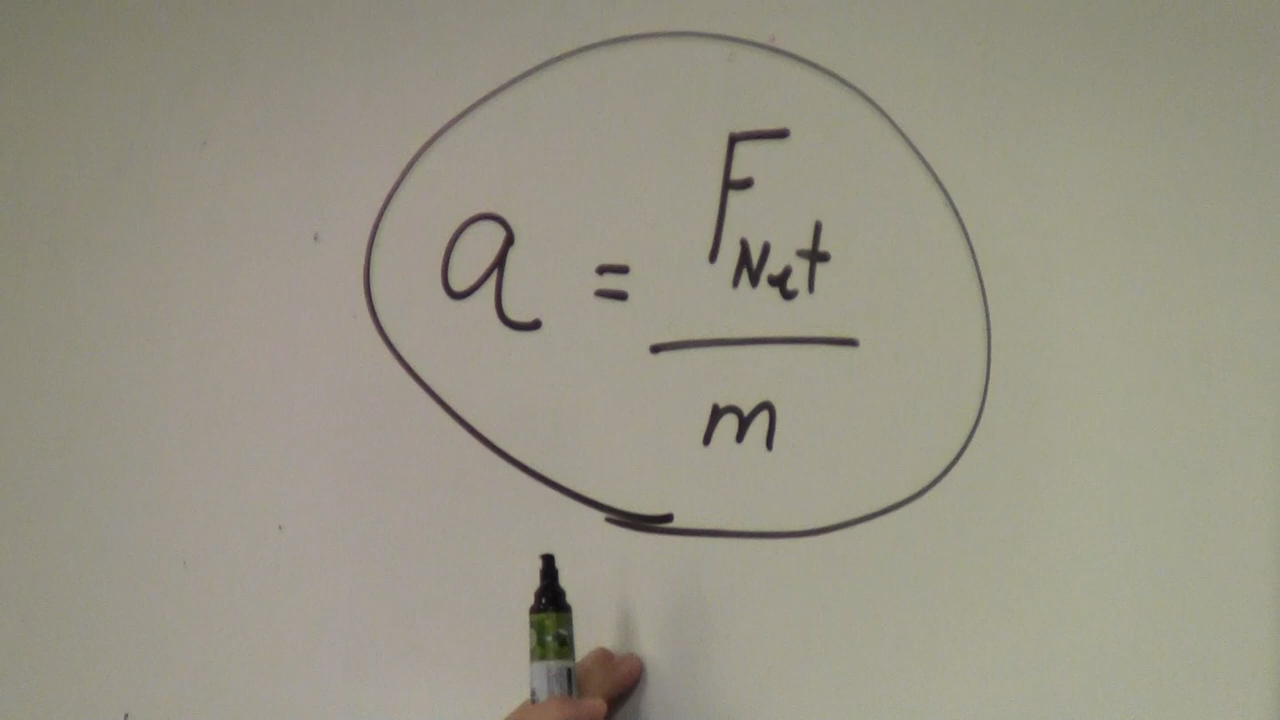 a = F_Net / m